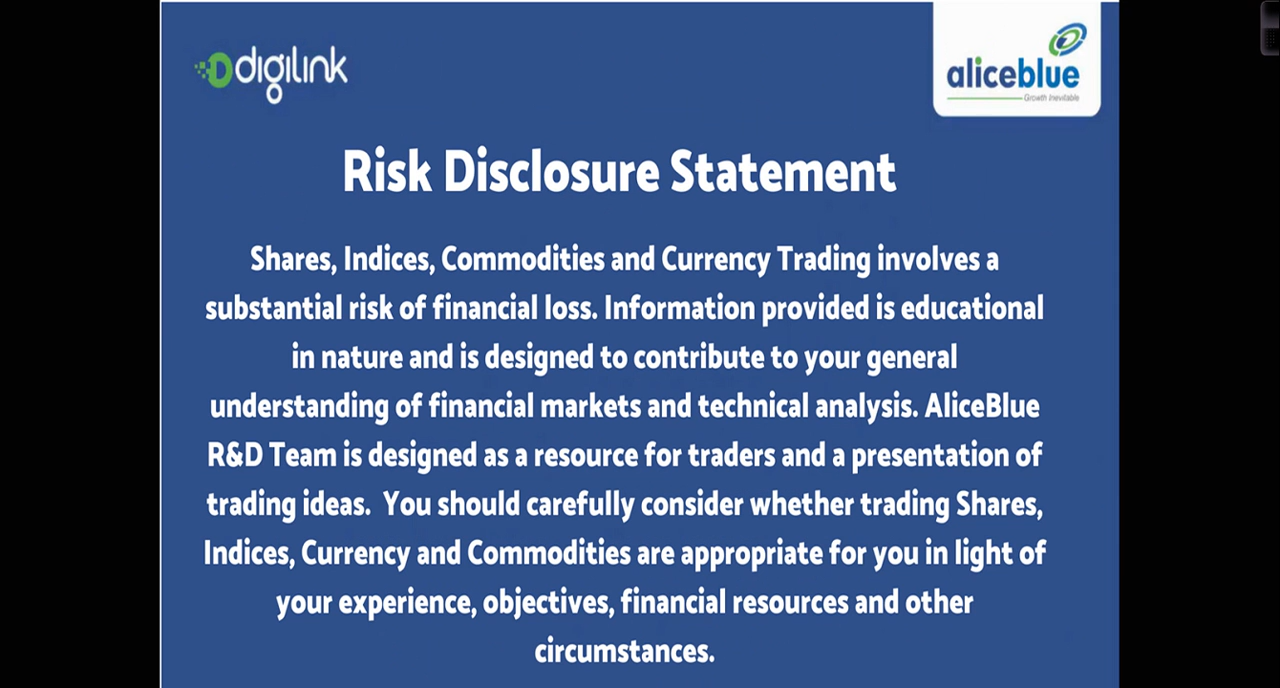 digilink
aliceblue
Growth Inevitable
Risk Disclosure Statement
Shares, Indices, Commodities and Currency Trading involves a
substantial risk of financial loss. Information provided is educational
in nature and is designed to contribute to your general
understanding of financial markets and technical analysis. AliceBlue
R&D Team is designed as a resource for traders and a presentation of
trading ideas.  You should carefully consider whether trading Shares,
Indices, Currency and Commodities are appropriate for you in light of
your experience, objectives, financial resources and other
circumstances.